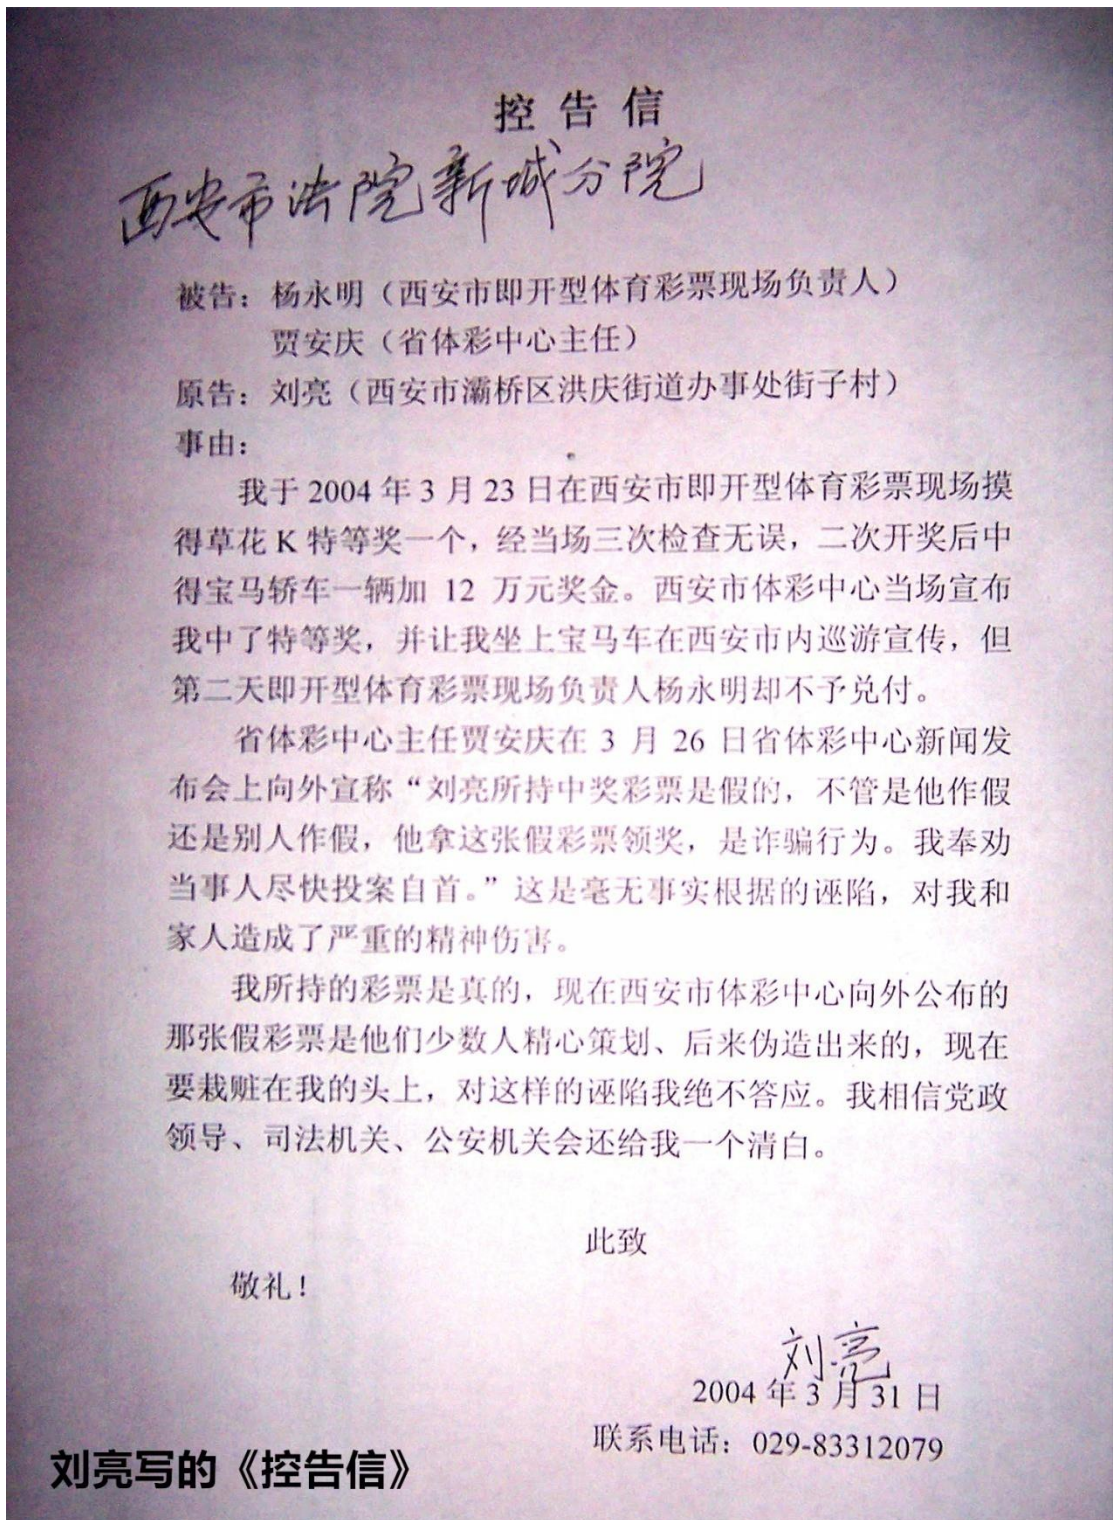 控告信
西安市法院新城分院
被告：杨永明（西安市即开型体育彩票现场负责人）
贾安庆（省体彩中心主任）
原告：刘亮（西安市灞桥区洪庆街道办事处街子村）
事由：
我于 2004 年 3 月 23 日在西安市即开型体育彩票现场摸
得草花 K 特等奖一个，经当场三次检查无误，二次开奖后中
得宝马轿车一辆加 12 万元奖金。西安市体彩中心当场宣布
我中了特等奖，并让我坐上宝马车在西安市内巡游宣传，但
第二天即开型体育彩票现场负责人杨永明却不予兑付。
省体彩中心主任贾安庆在 3 月 26 日省体彩中心新闻发
布会上向外宣称“刘亮所持中奖彩票是假的，不管是他作假
还是别人作假，他拿这张假彩票领奖，是诈骗行为。我奉劝
当事人尽快投案自首。”这是毫无事实根据的诬陷，对我和
家人造成了严重的精神伤害。
我所持的彩票是真的，现在西安市体彩中心向外公布的
那张假彩票是他们少数人精心策划、后来伪造出来的，现在
要栽赃在我的头上，对这样的诬陷我绝不答应。我相信党政
领导、司法机关、公安机关会还给我一个清白。
此致
敬礼！
刘亮
2004 年 3 月 31 日
联系电话：029-83312079
刘亮写的《控告信》